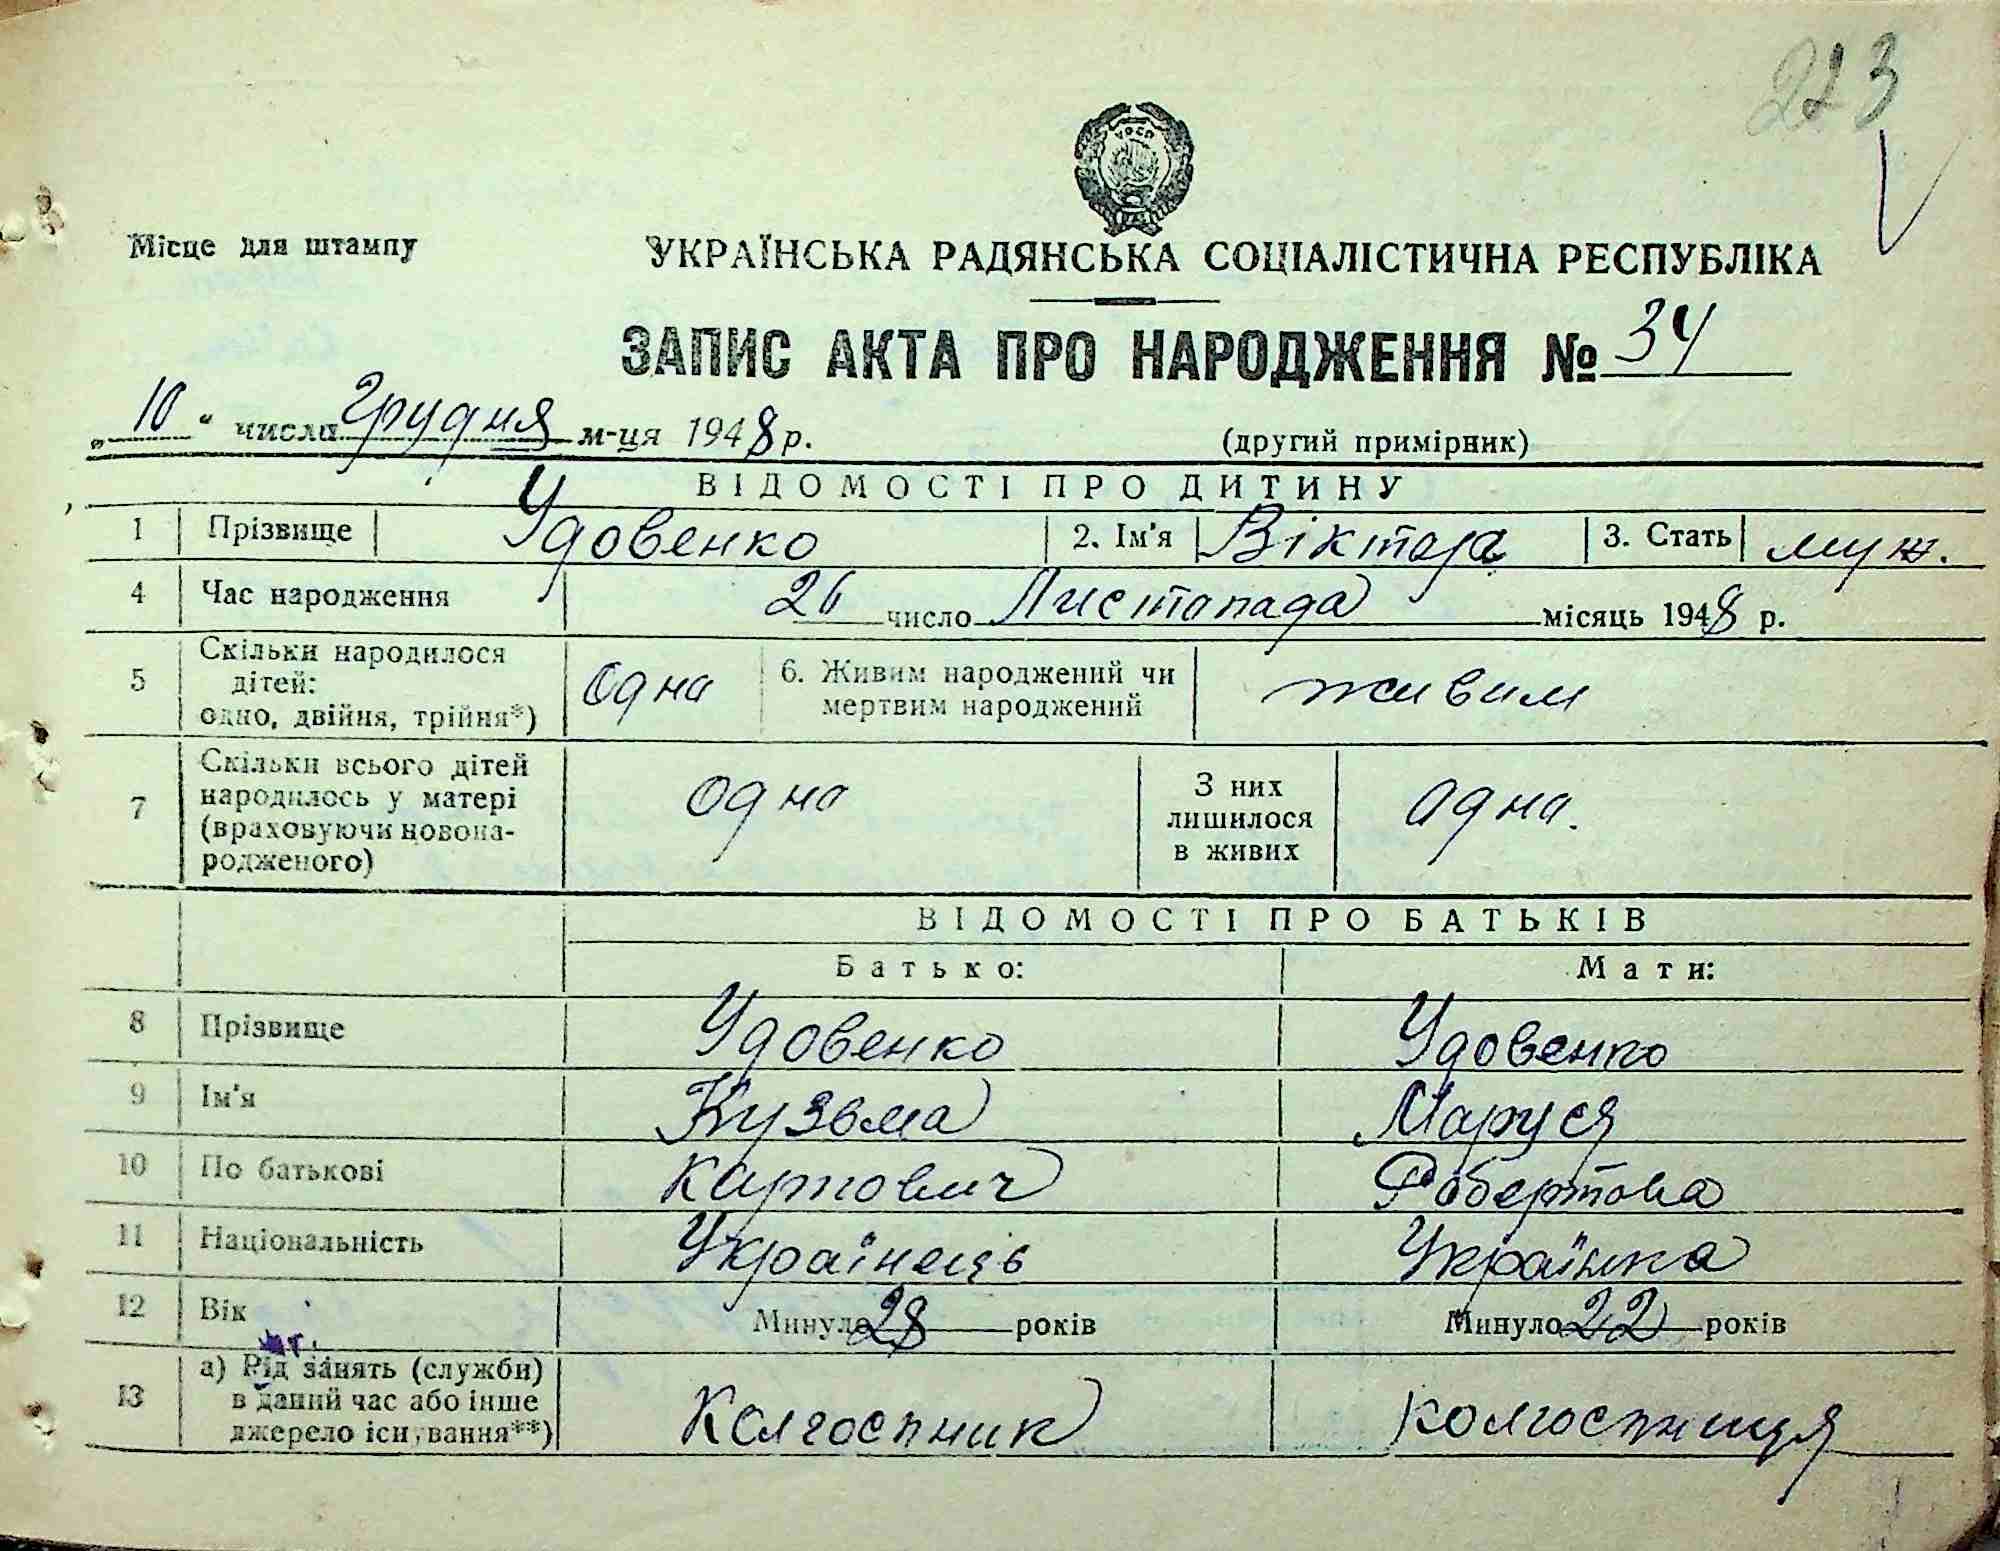 223
УРСР
Місце для штампу
УКРАЇНСЬКА РАДЯНСЬКА СОЦІАЛІСТИЧНА РЕСПУБЛІКА
ЗАПИС АКТА ПРО НАРОДЖЕННЯ № 34
„ 10 “ числа Грудня м-ця 1948 р. (другий примірник)
ВІДОМОСТІ ПРО ДИТИНУ
1 Прізвище Удовенко 2. Ім'я Віктора 3. Стать муж.
4 Час народження 26 число Листопада місяць 1948 р.
5 Скільки народилося дітей: одно, двійня, трійня*) Одна 6. Живим народжений чи мертвим народжений живим
7 Скільки всього дітей народилось у матері (враховуючи новонародженого) Одна З них лишилося в живих Одна.
ВІДОМОСТІ ПРО БАТЬКІВ
Батько: Мати:
8 Прізвище Удовенко Удовенко
9 Ім'я Кузьма Маруся
10 По батькові Карпович Робертова
11 Національність Українець Українка
12 Вік Минуло 28 років Минуло 22 років
13 а) Рід занять (служби) в даний час або інше джерело існування**) Колгоспник колгоспниця